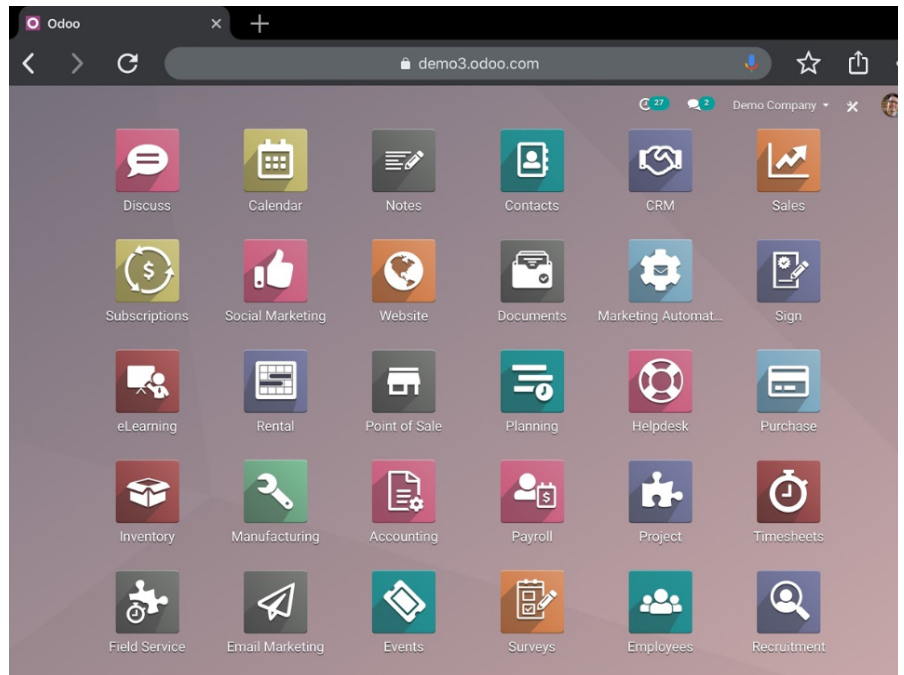 Odoo
demo3.odoo.com
27 2 Demo Company
Discuss Calendar Notes Contacts CRM Sales
Subscriptions Social Marketing Website Documents Marketing Automat... Sign
eLearning Rental Point of Sale Planning Helpdesk Purchase
Inventory Manufacturing Accounting Payroll Project Timesheets
Field Service Email Marketing Events Surveys Employees Recruitment